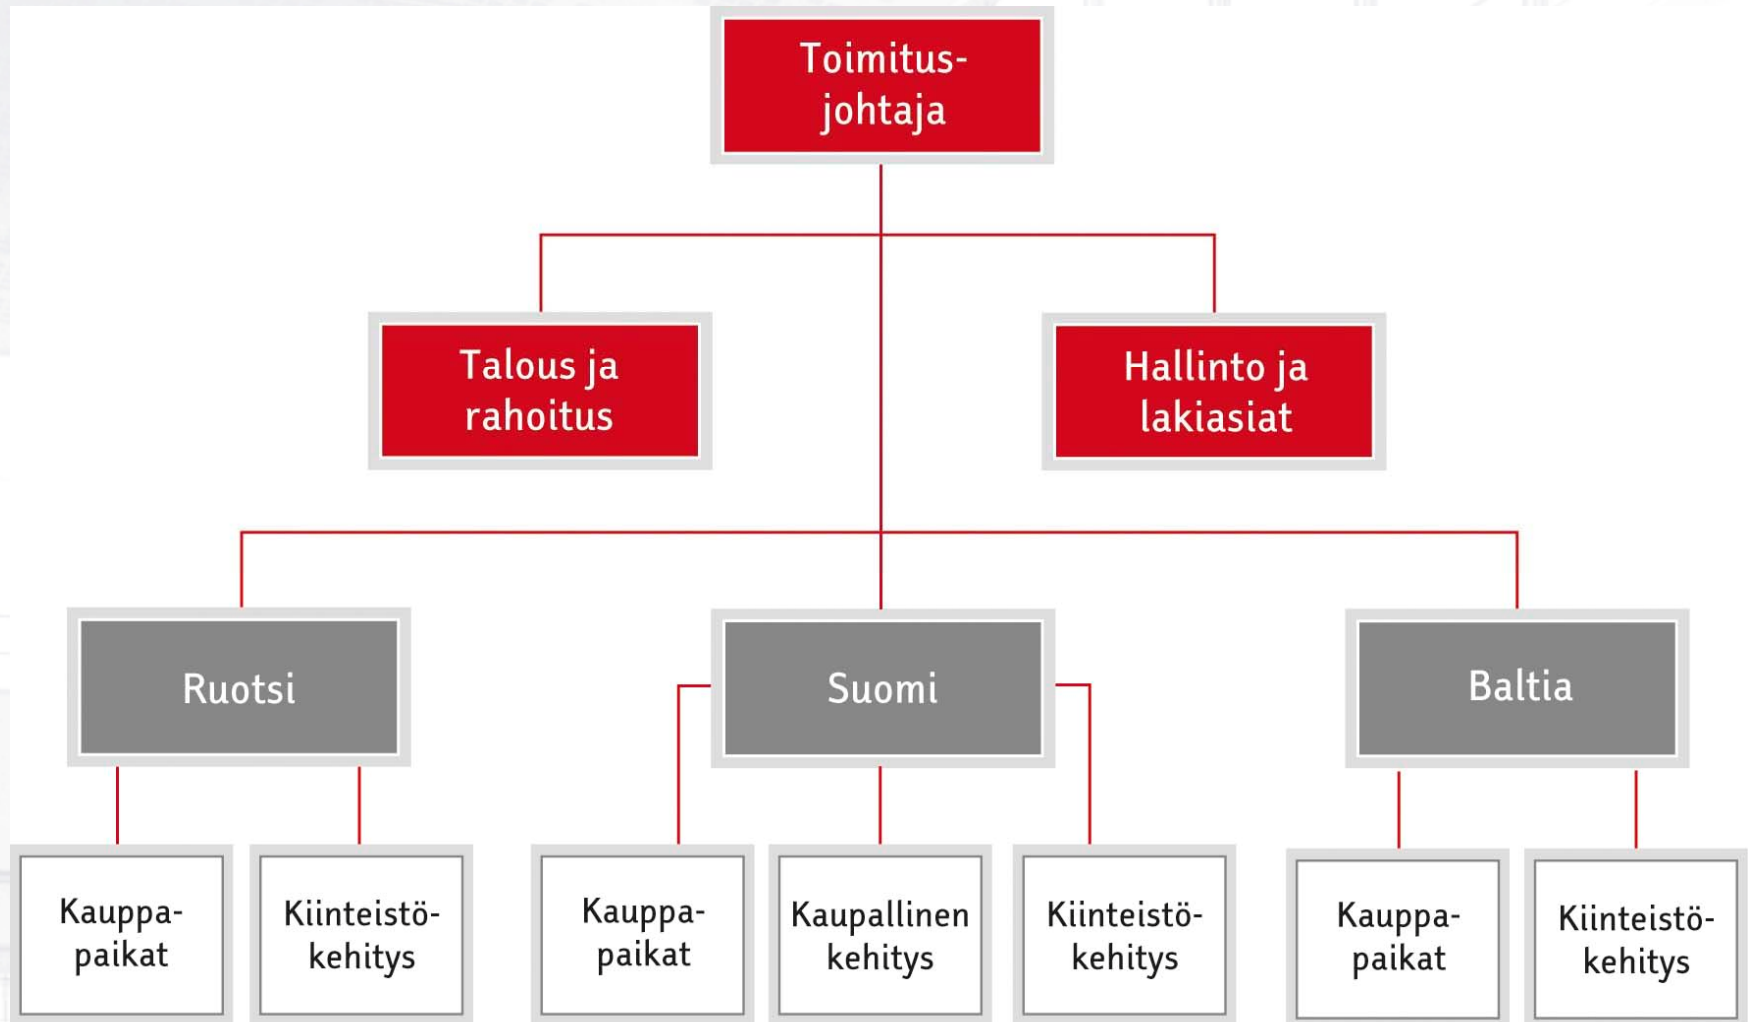 Toimitus-
johtaja
Talous ja
rahoitus
Hallinto ja
lakiasiat
Ruotsi
Suomi
Baltia
Kauppa-
paikat
Kiinteistö-
kehitys
Kauppa-
paikat
Kaupallinen
kehitys
Kiinteistö-
kehitys
Kauppa-
paikat
Kiinteistö-
kehitys